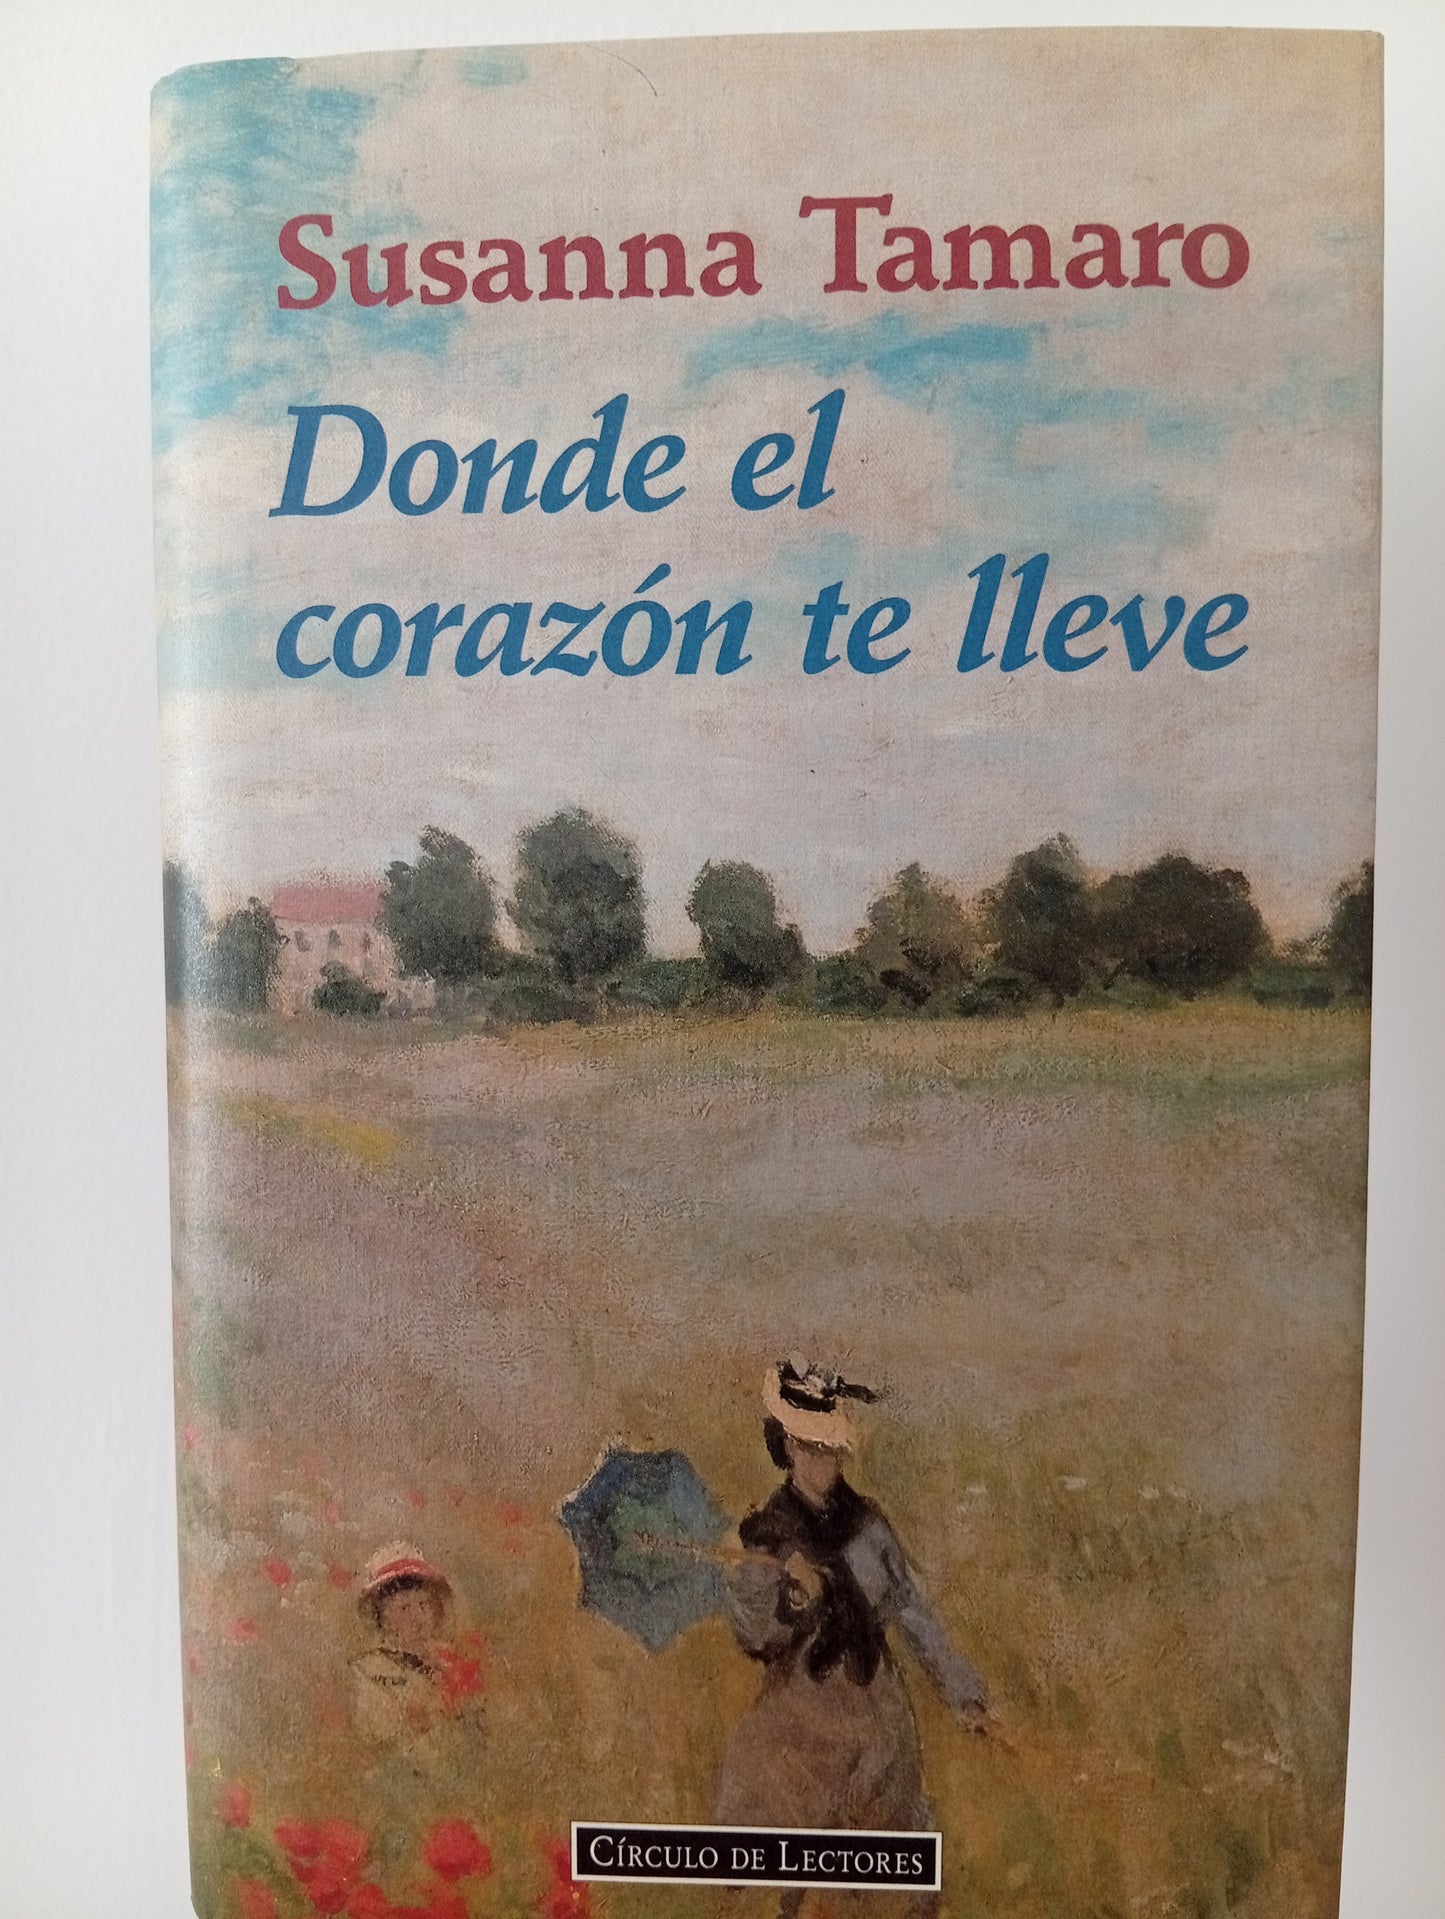 Susanna Tamaro
Donde el
corazón te lleve
CÍRCULO DE LECTORES